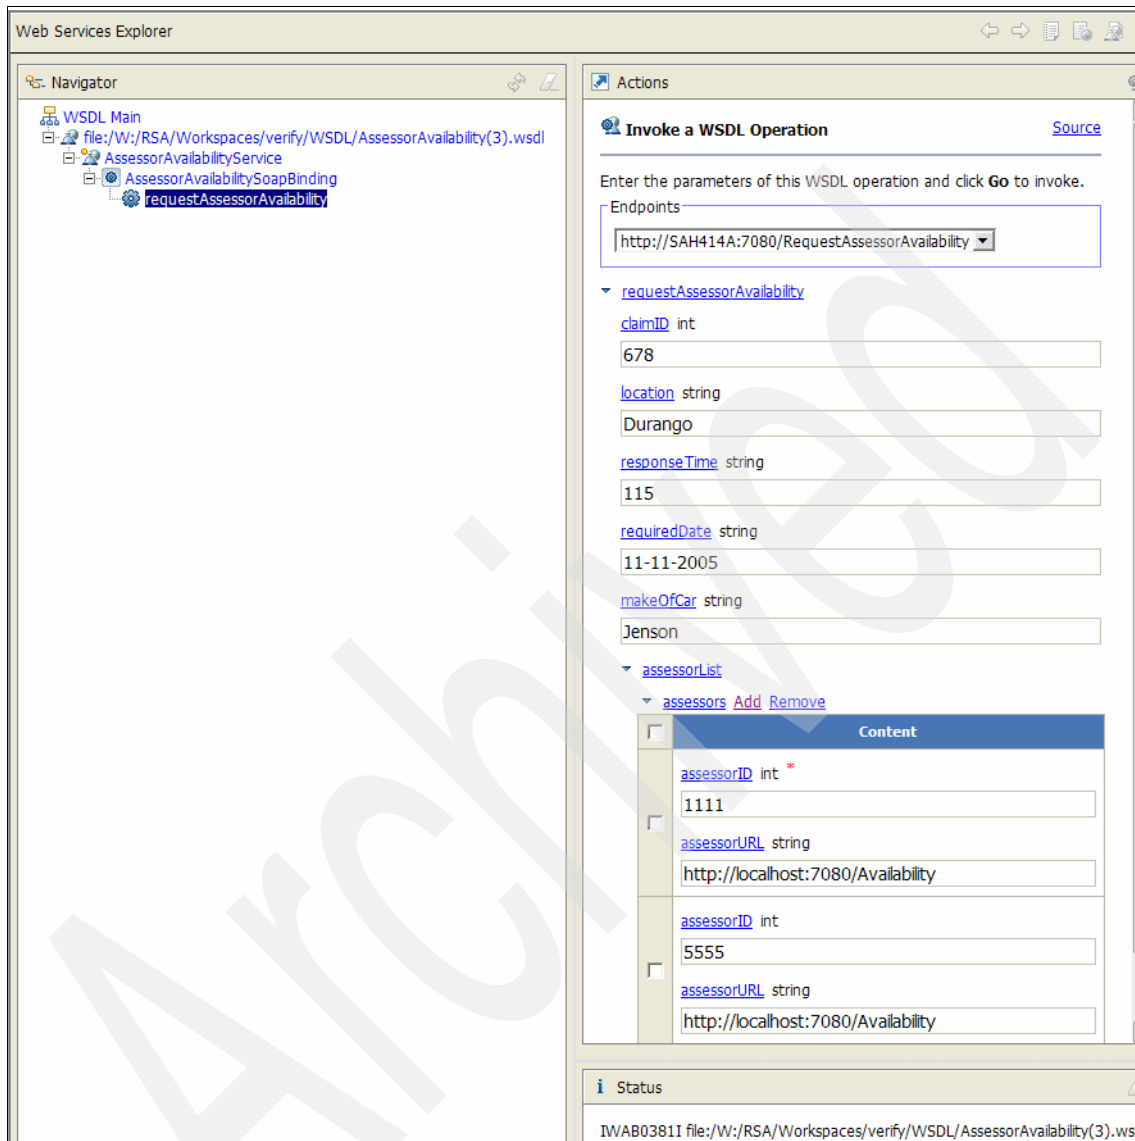 Web Services Explorer
Navigator
WSDL Main
file:/W:/RSA/Workspaces/verify/WSDL/AssessorAvailability(3).wsdl
AssessorAvailabilityService
AssessorAvailabilitySoapBinding
requestAssessorAvailability
Actions
Invoke a WSDL Operation Source
Enter the parameters of this WSDL operation and click Go to invoke.
Endpoints
http://SAH414A:7080/RequestAssessorAvailability
requestAssessorAvailability
claimID int
678
location string
Durango
responseTime string
115
requiredDate string
11-11-2005
makeOfCar string
Jenson
assessorList
assessors Add Remove
Content
assessorID int *
1111
assessorURL string
http://localhost:7080/Availability
assessorID int
5555
assessorURL string
http://localhost:7080/Availability
i Status
IWAB0381I file:/W:/RSA/Workspaces/verify/WSDL/AssessorAvailability(3).ws
Archived